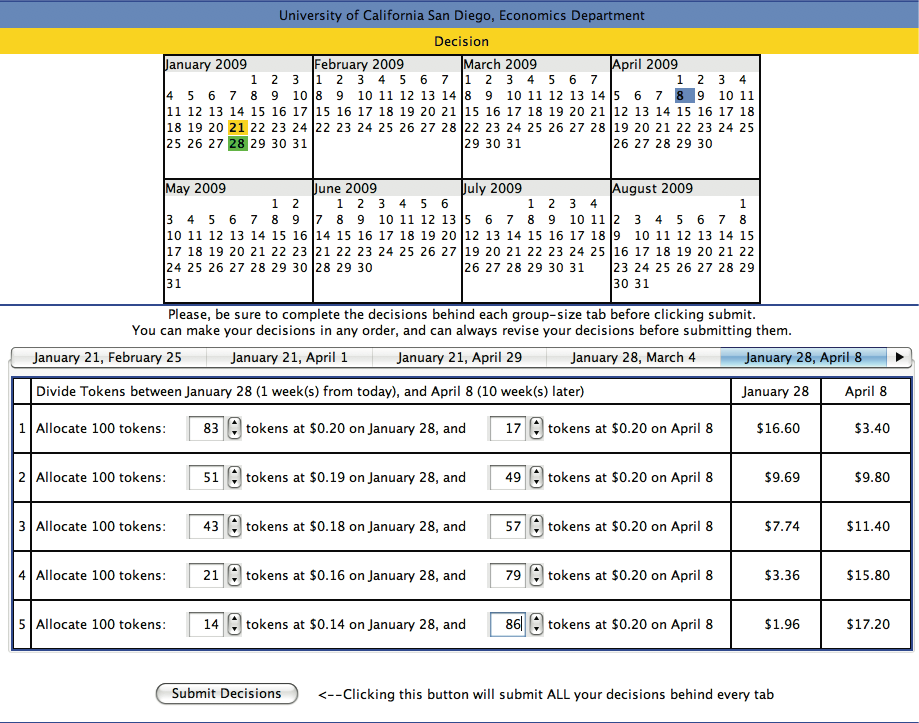 University of California San Diego, Economics Department
Decision
January 2009 February 2009 March 2009 April 2009
1 2 3 1 2 3 4 5 6 7 1 2 3 4 5 6 7 1 2 3 4
4 5 6 7 8 9 10 8 9 10 11 12 13 14 8 9 10 11 12 13 14 5 6 7 8 9 10 11
11 12 13 14 15 16 17 15 16 17 18 19 20 21 15 16 17 18 19 20 21 12 13 14 15 16 17 18
18 19 20 21 22 23 24 22 23 24 25 26 27 28 22 23 24 25 26 27 28 19 20 21 22 23 24 25
25 26 27 28 29 30 31 29 30 31 26 27 28 29 30
May 2009 June 2009 July 2009 August 2009
1 2 1 2 3 4 5 6 1 2 3 4 1
3 4 5 6 7 8 9 7 8 9 10 11 12 13 5 6 7 8 9 10 11 2 3 4 5 6 7 8
10 11 12 13 14 15 16 14 15 16 17 18 19 20 12 13 14 15 16 17 18 9 10 11 12 13 14 15
17 18 19 20 21 22 23 21 22 23 24 25 26 27 19 20 21 22 23 24 25 16 17 18 19 20 21 22
24 25 26 27 28 29 30 28 29 30 26 27 28 29 30 31 23 24 25 26 27 28 29
31 30 31
Please, be sure to complete the decisions behind each group-size tab before clicking submit.
You can make your decisions in any order, and can always revise your decisions before submitting them.
January 21, February 25 January 21, April 1 January 21, April 29 January 28, March 4 January 28, April 8
Divide Tokens between January 28 (1 week(s) from today), and April 8 (10 week(s) later) January 28 April 8
1 Allocate 100 tokens: 83 tokens at $0.20 on January 28, and 17 tokens at $0.20 on April 8 $16.60 $3.40
2 Allocate 100 tokens: 51 tokens at $0.19 on January 28, and 49 tokens at $0.20 on April 8 $9.69 $9.80
3 Allocate 100 tokens: 43 tokens at $0.18 on January 28, and 57 tokens at $0.20 on April 8 $7.74 $11.40
4 Allocate 100 tokens: 21 tokens at $0.16 on January 28, and 79 tokens at $0.20 on April 8 $3.36 $15.80
5 Allocate 100 tokens: 14 tokens at $0.14 on January 28, and 86 tokens at $0.20 on April 8 $1.96 $17.20
Submit Decisions <--Clicking this button will submit ALL your decisions behind every tab